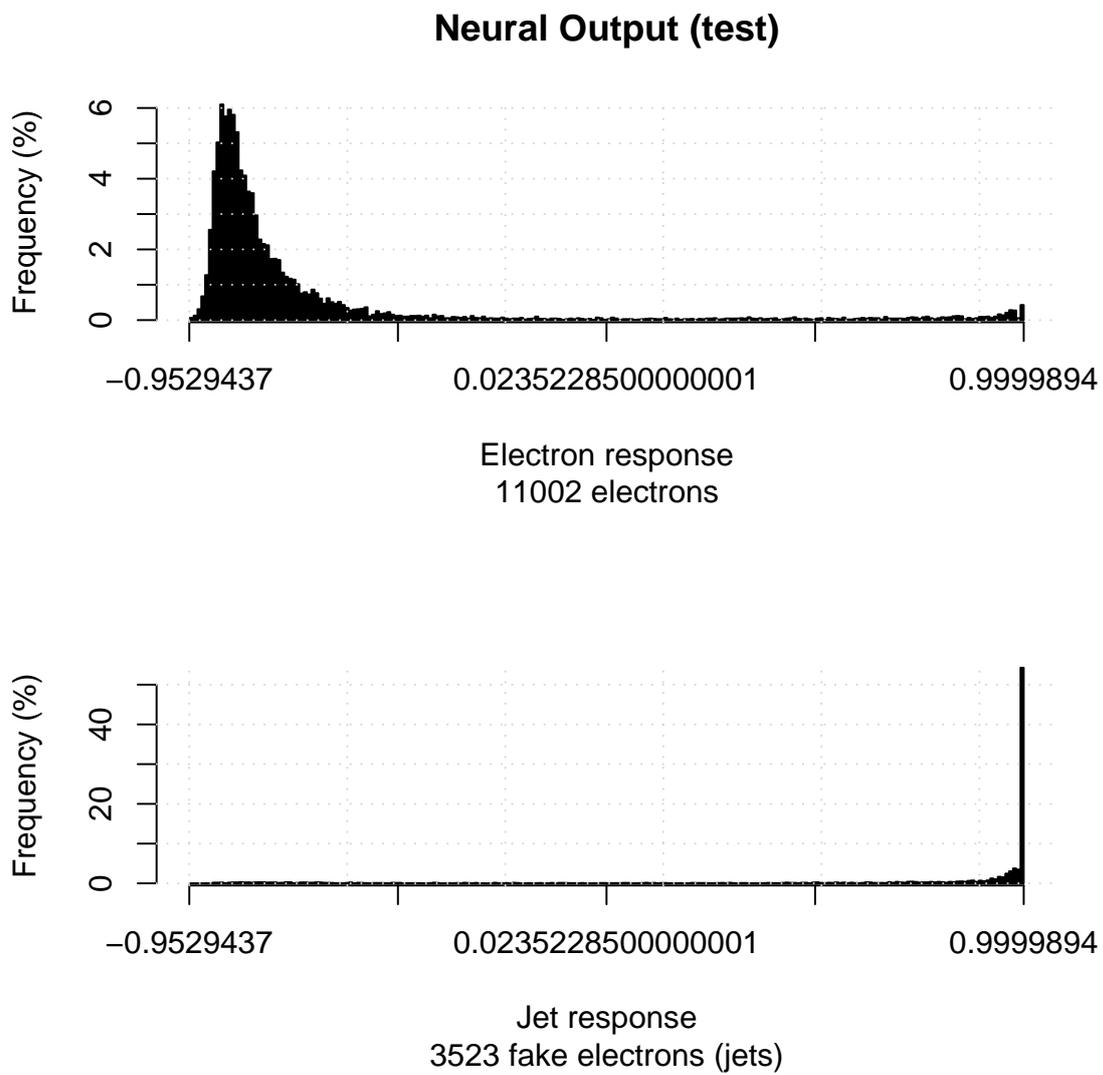 Neural Output (test)
Frequency (%)
6
4
2
0
−0.9529437 0.0235228500000001 0.9999894
Electron response
11002 electrons
Frequency (%)
40
20
0
−0.9529437 0.0235228500000001 0.9999894
Jet response
3523 fake electrons (jets)